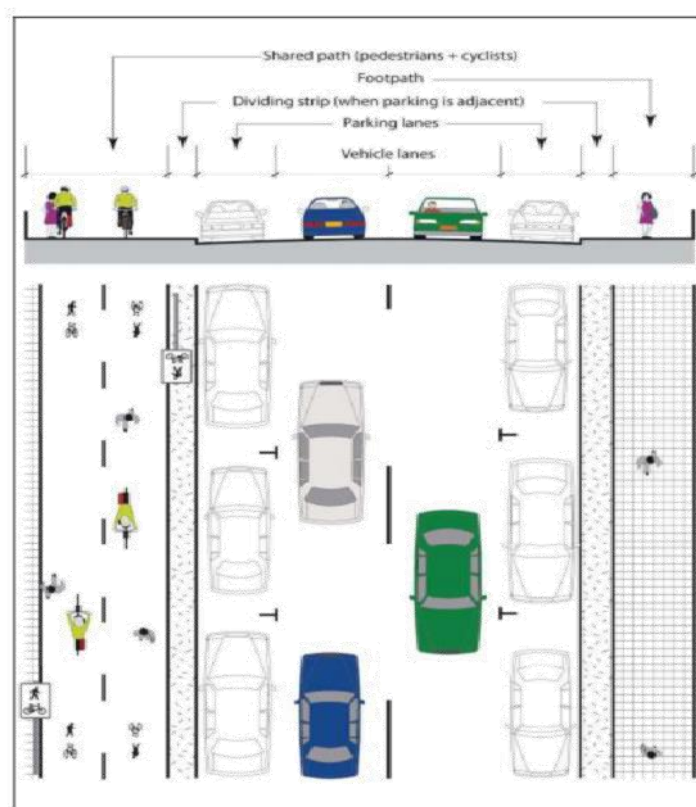 Shared path (pedestrians + cyclists)
Footpath
Dividing strip (when parking is adjacent)
Parking lanes
Vehicle lanes